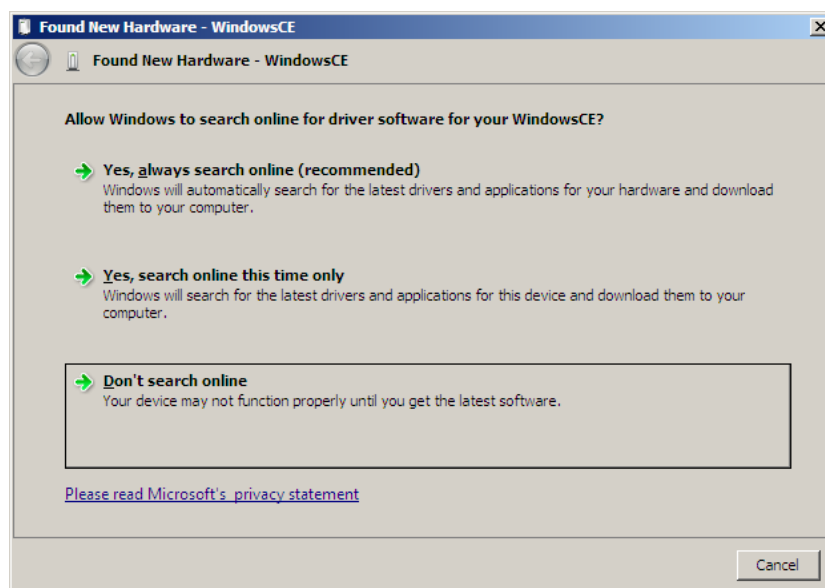 Found New Hardware - WindowsCE
Found New Hardware - WindowsCE
Allow Windows to search online for driver software for your WindowsCE?
Yes, always search online (recommended)
Windows will automatically search for the latest drivers and applications for your hardware and download
them to your computer.
Yes, search online this time only
Windows will search for the latest drivers and applications for this device and download them to your
computer.
Don't search online
Your device may not function properly until you get the latest software.
Please read Microsoft's privacy statement
Cancel